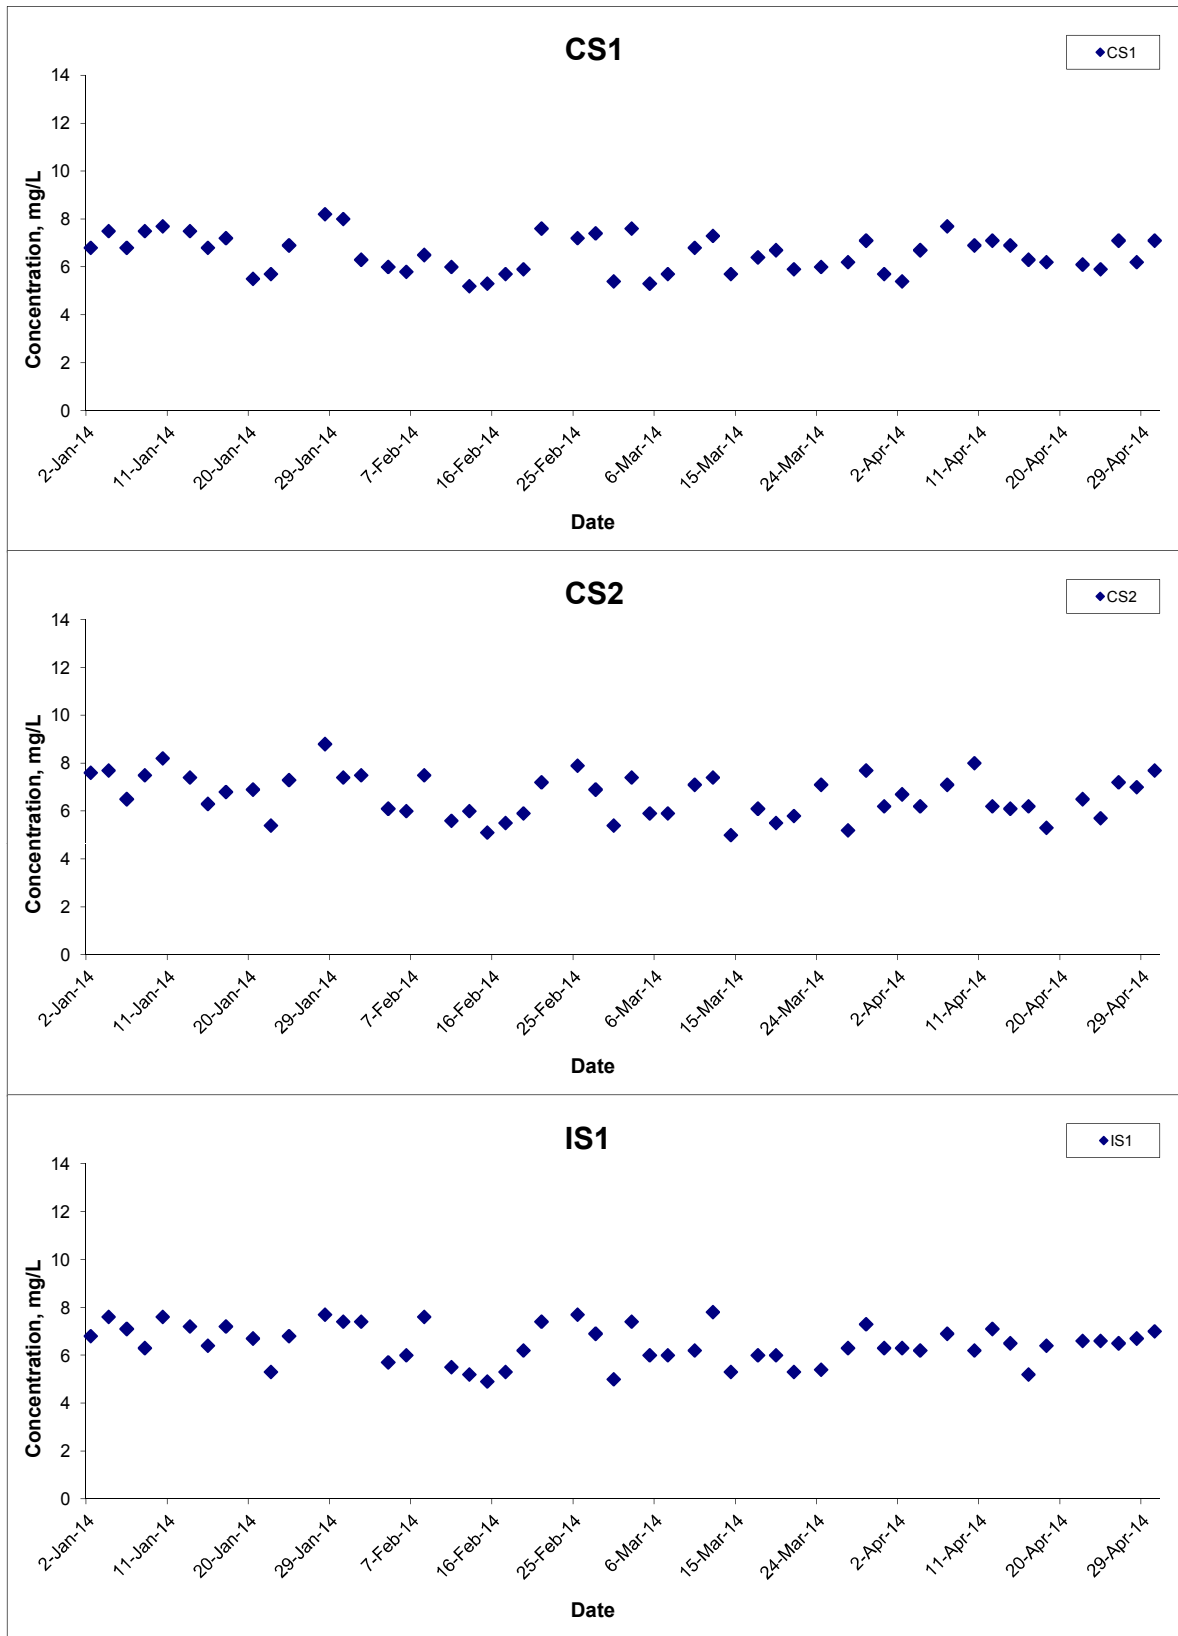 CS1
CS1
14
12
10
8
6
4
2
0
Concentration, mg/L
2-Jan-14
11-Jan-14
20-Jan-14
29-Jan-14
7-Feb-14
16-Feb-14
25-Feb-14
6-Mar-14
15-Mar-14
24-Mar-14
2-Apr-14
11-Apr-14
20-Apr-14
29-Apr-14
Date
CS2
CS2
14
12
10
8
6
4
2
0
Concentration, mg/L
2-Jan-14
11-Jan-14
20-Jan-14
29-Jan-14
7-Feb-14
16-Feb-14
25-Feb-14
6-Mar-14
15-Mar-14
24-Mar-14
2-Apr-14
11-Apr-14
20-Apr-14
29-Apr-14
Date
IS1
IS1
14
12
10
8
6
4
2
0
Concentration, mg/L
2-Jan-14
11-Jan-14
20-Jan-14
29-Jan-14
7-Feb-14
16-Feb-14
25-Feb-14
6-Mar-14
15-Mar-14
24-Mar-14
2-Apr-14
11-Apr-14
20-Apr-14
29-Apr-14
Date